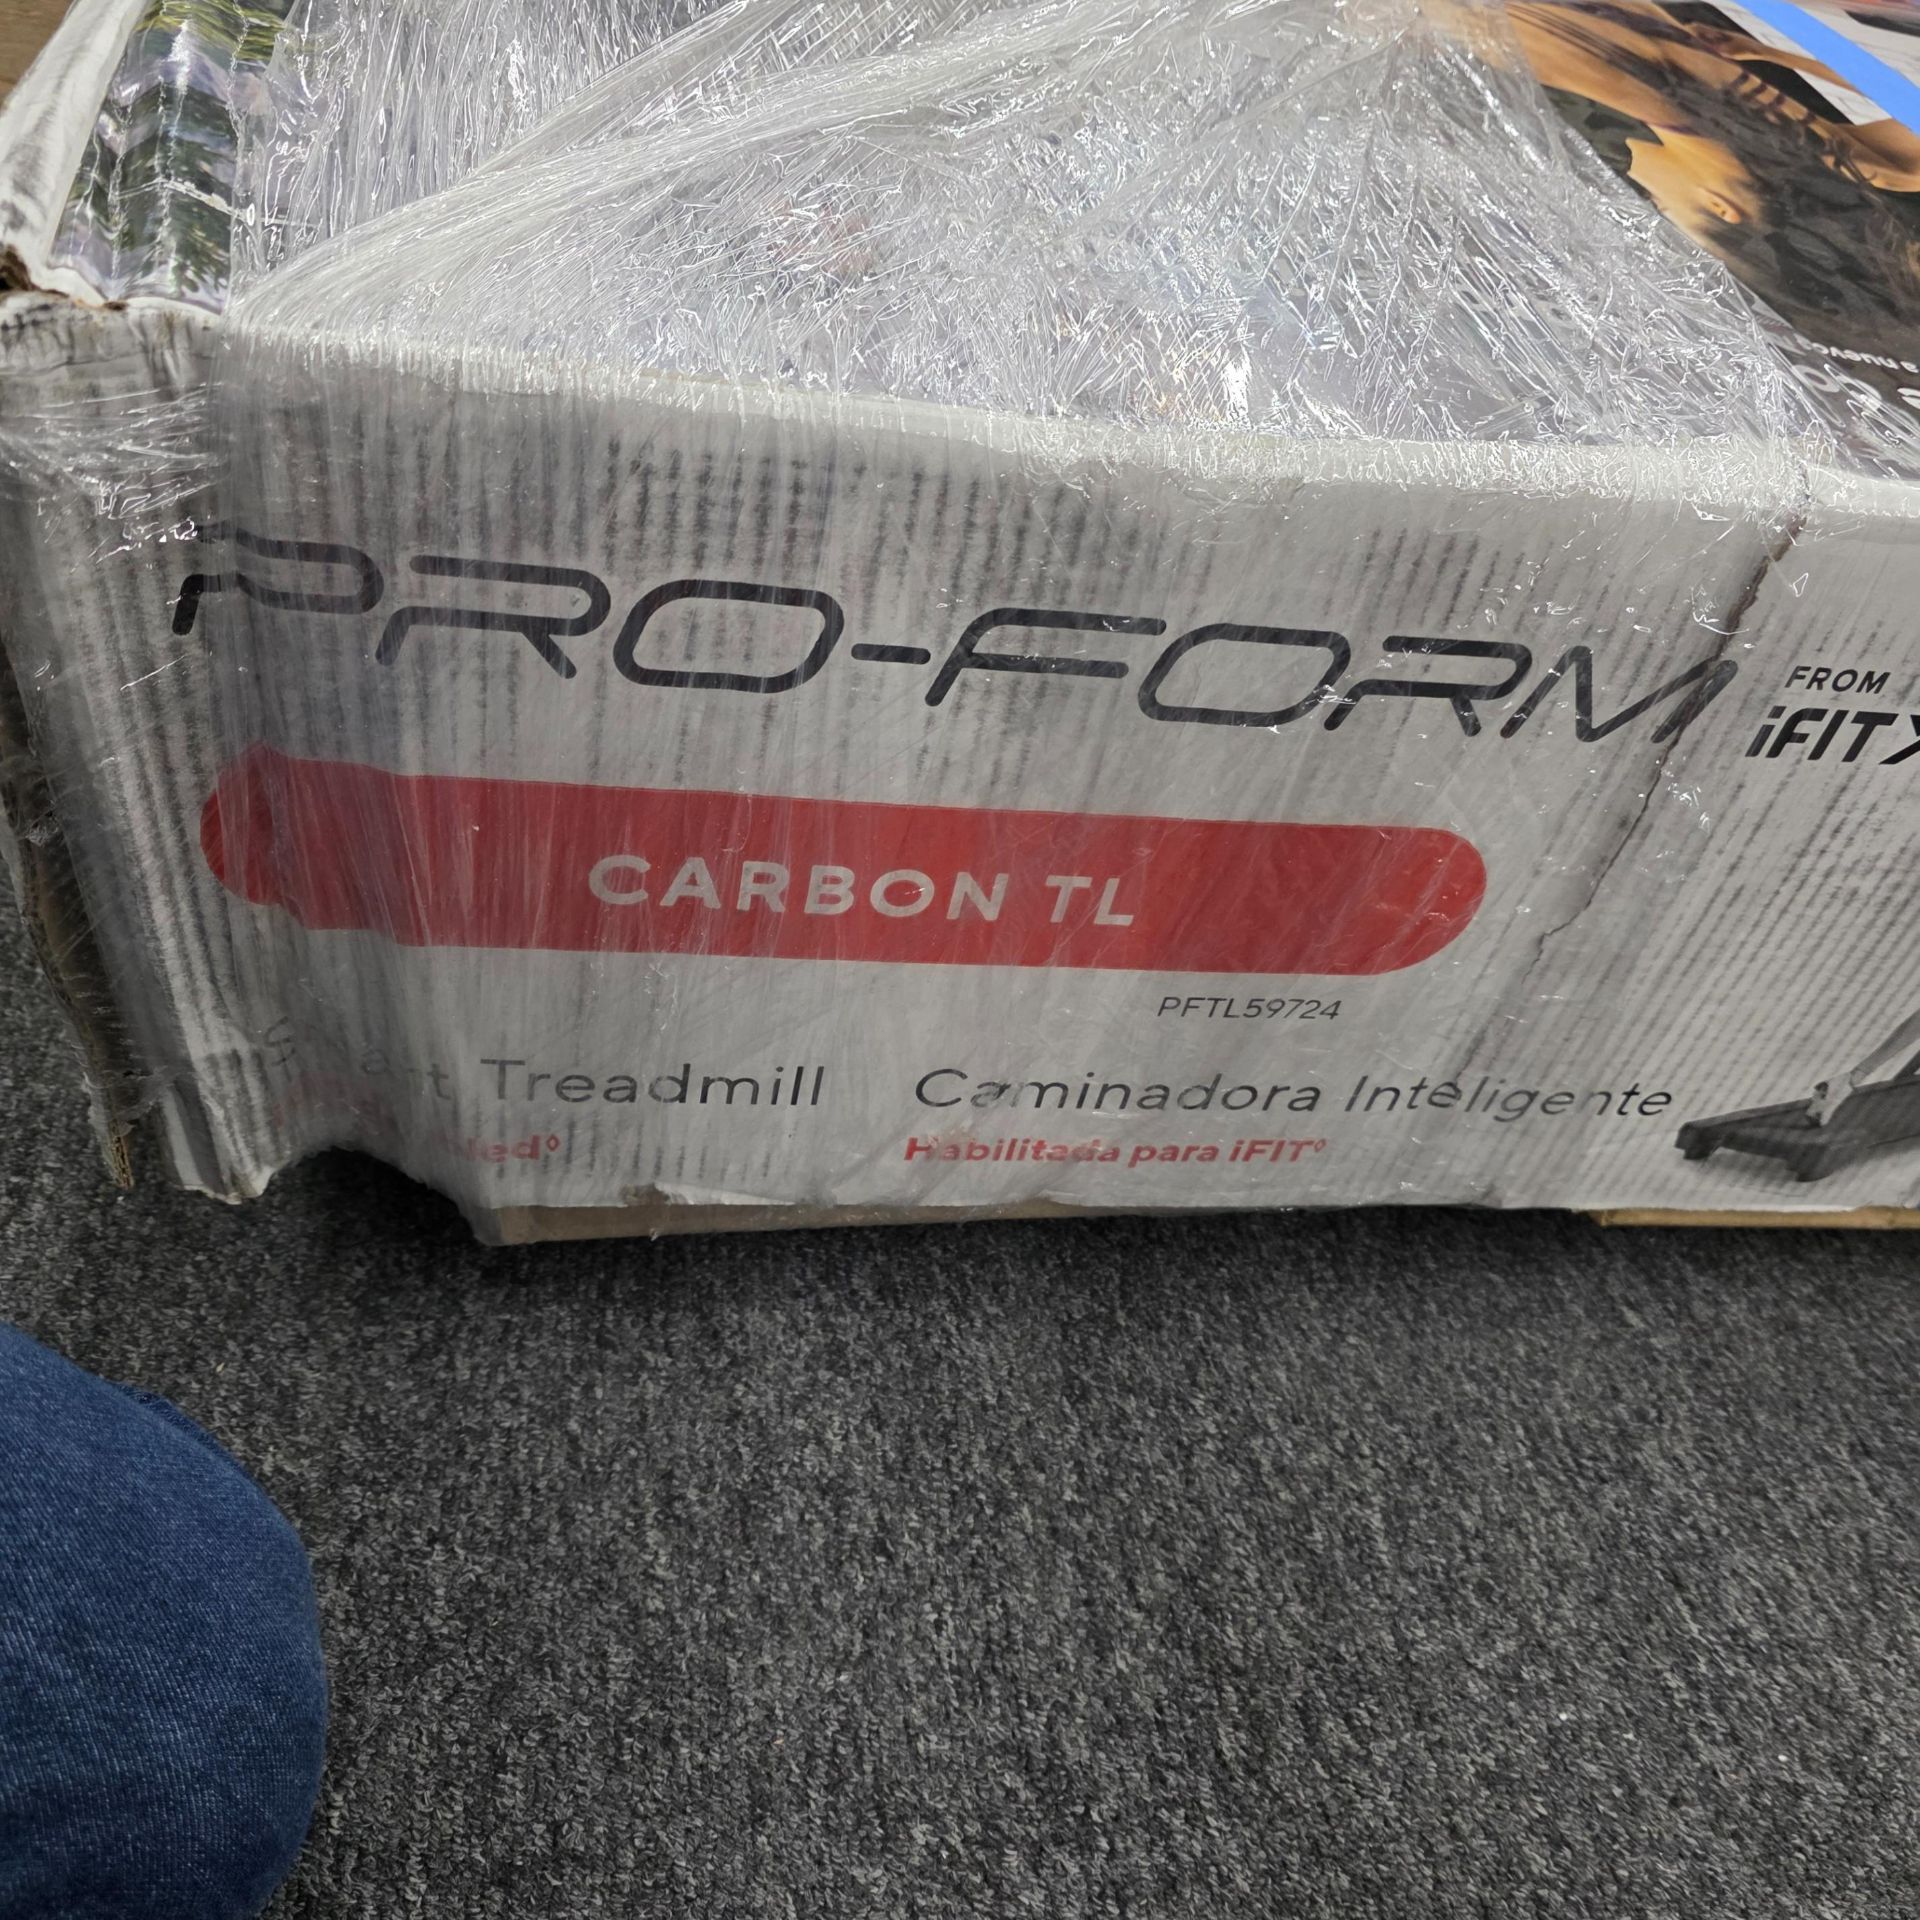 PRO-FORM
FROM
iFIT
CARBON TL
PFTL59724
Treadmill
Caminadora Inteligente
Habilitada para iFIT◊